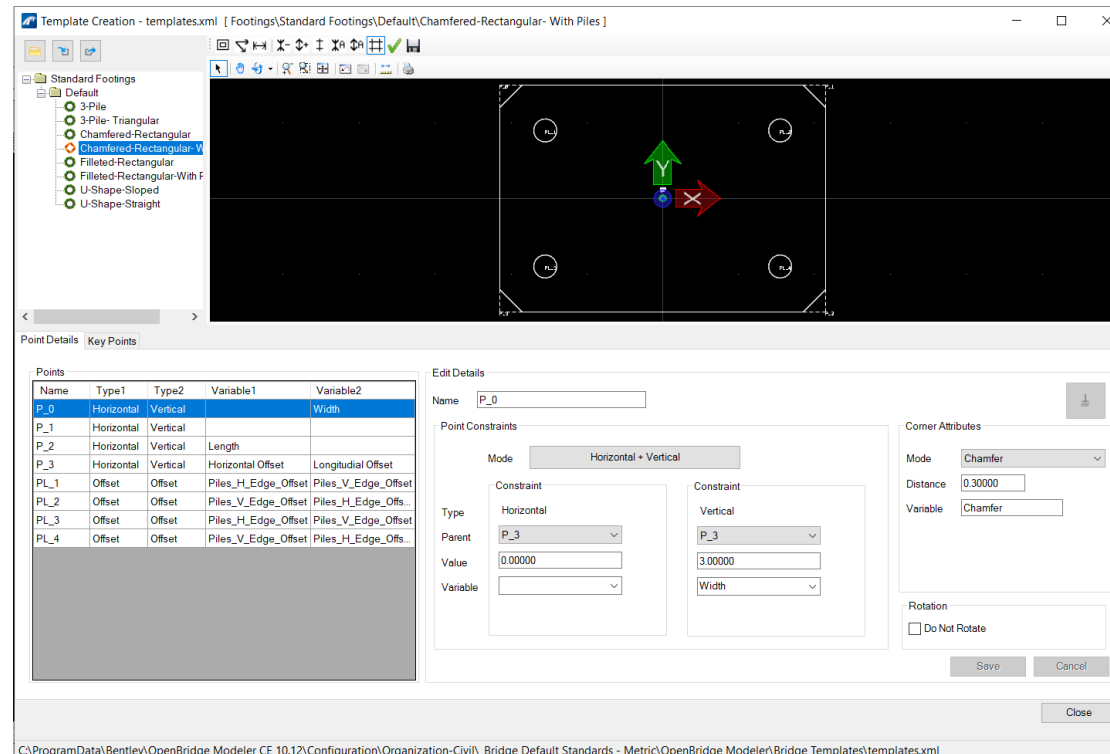 Template Creation - templates.xml [ Footings\Standard Footings\Default\Chamfered-Rectangular- With Piles ]
Standard Footings
Default
3-Pile
3-Pile- Triangular
Chamfered-Rectangular
Chamfered-Rectangular- W
Filleted-Rectangular
Filleted-Rectangular-With F
U-Shape-Sloped
U-Shape-Straight
PL_1
PL_2
Y
X
PL_3
PL_4
Point Details Key Points
Points
Name Type1 Type2 Variable1 Variable2
P_0 Horizontal Vertical Width
P_1 Horizontal Vertical
P_2 Horizontal Vertical Length
P_3 Horizontal Vertical Horizontal Offset Longitudial Offset
PL_1 Offset Offset Piles_H_Edge_Offset Piles_V_Edge_Offset
PL_2 Offset Offset Piles_V_Edge_Offset Piles_H_Edge_Offs...
PL_3 Offset Offset Piles_H_Edge_Offset Piles_V_Edge_Offset
PL_4 Offset Offset Piles_V_Edge_Offset Piles_H_Edge_Offs...
Edit Details
Name P_0
Point Constraints
Mode Horizontal + Vertical
Constraint Constraint
Type Horizontal Vertical
Parent P_3 P_3
Value 0.00000 3.00000
Variable Width
Corner Attributes
Mode Chamfer
Distance 0.30000
Variable Chamfer
Rotation
Do Not Rotate
Save Cancel
Close
C:\ProgramData\Bentley\OpenBridge Modeler CE 10.12\Configuration\Organization-Civil\_Bridge Default Standards - Metric\OpenBridge Modeler\Bridge Templates\templates.xml